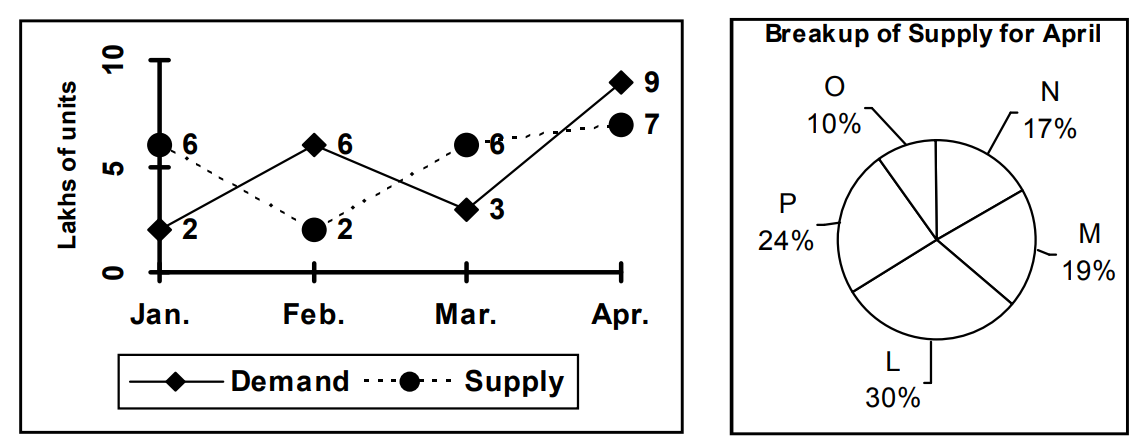 Lakhs of units
10
5
0
6
2
6
2
6
3
9
7
Jan. Feb. Mar. Apr.
Demand Supply
Breakup of Supply for April
O
10%
N
17%
P
24%
M
19%
L
30%